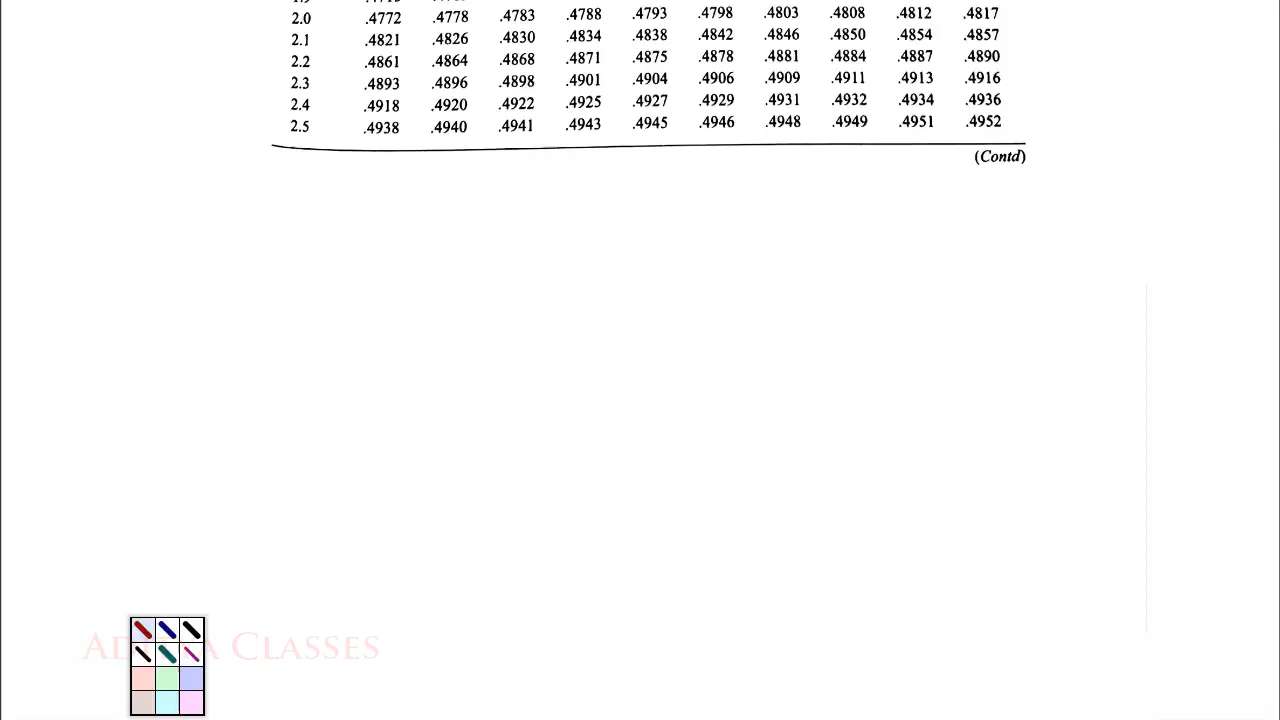 2.0 .4772 .4778 .4783 .4788 .4793 .4798 .4803 .4808 .4812 .4817
2.1 .4821 .4826 .4830 .4834 .4838 .4842 .4846 .4850 .4854 .4857
2.2 .4861 .4864 .4868 .4871 .4875 .4878 .4881 .4884 .4887 .4890
2.3 .4893 .4896 .4898 .4901 .4904 .4906 .4909 .4911 .4913 .4916
2.4 .4918 .4920 .4922 .4925 .4927 .4929 .4931 .4932 .4934 .4936
2.5 .4938 .4940 .4941 .4943 .4945 .4946 .4948 .4949 .4951 .4952
(Contd)
CLASSES